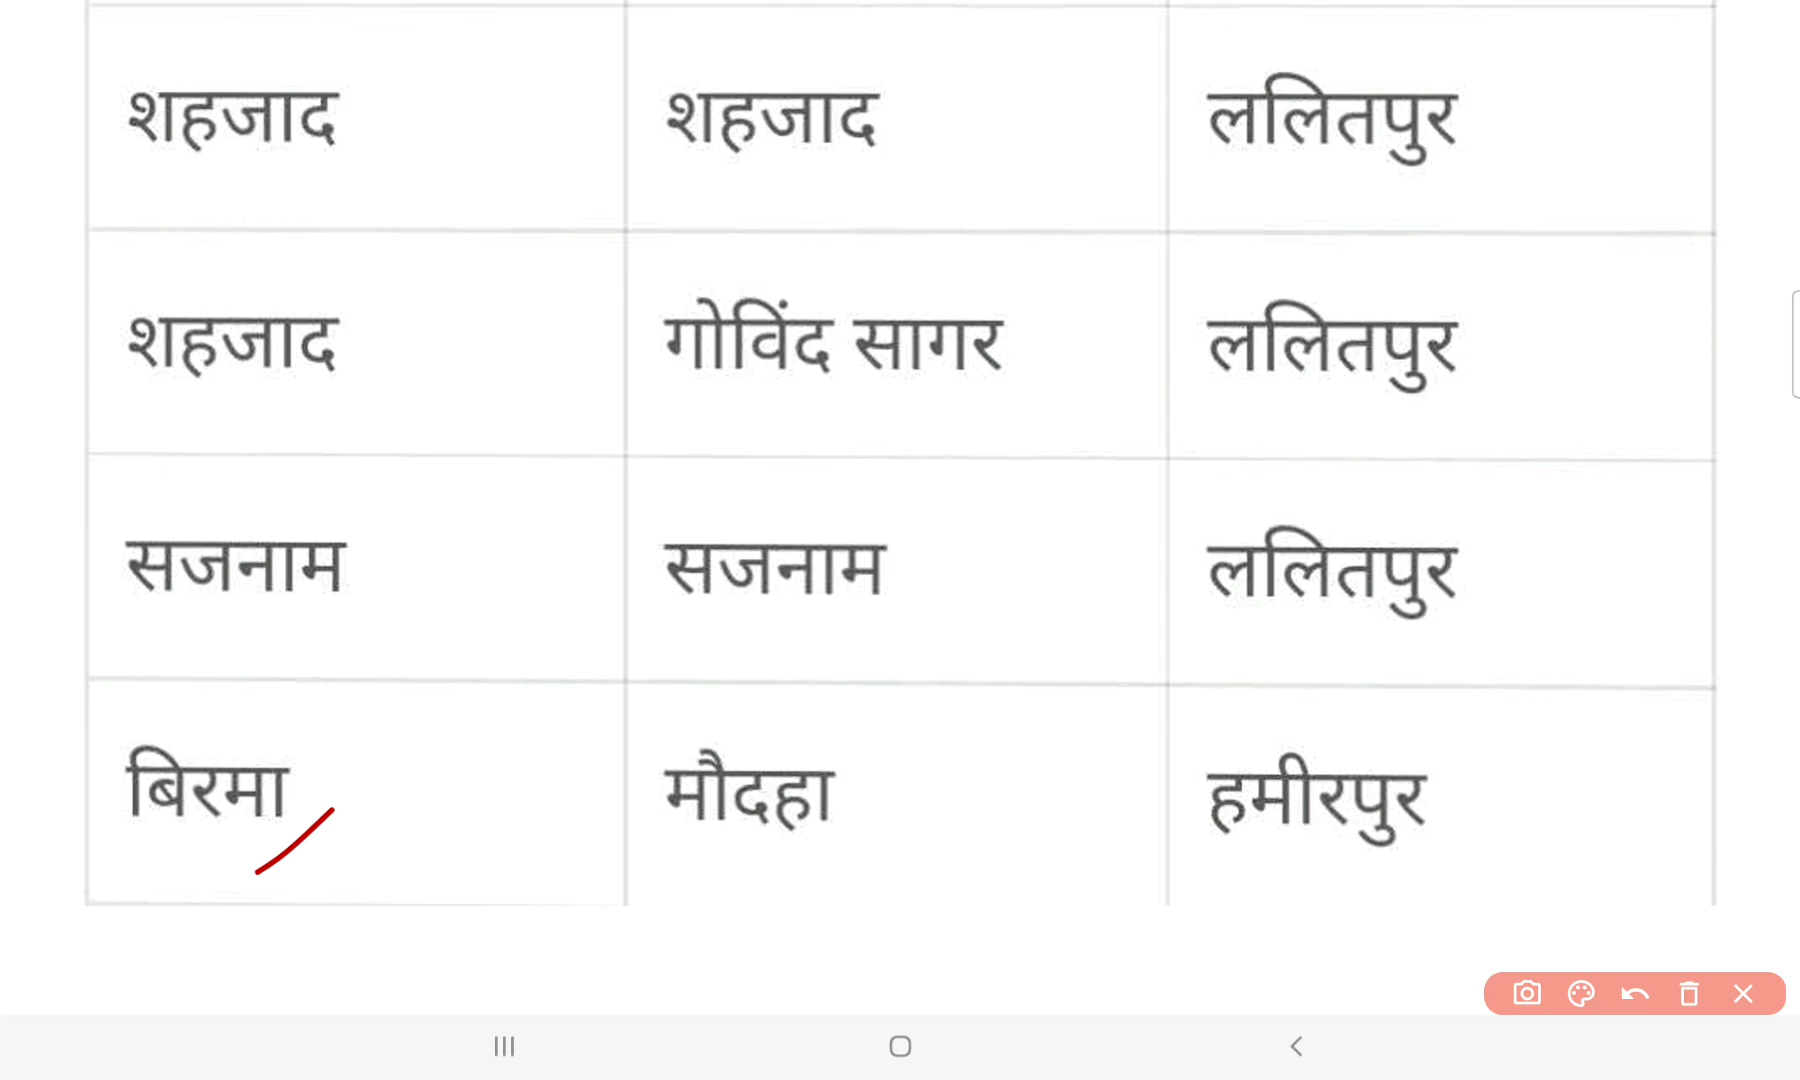 शहजाद शहजाद ललितपुर
शहजाद गोविंद सागर ललितपुर
सजनाम सजनाम ललितपुर
बिरमा मौदहा हमीरपुर